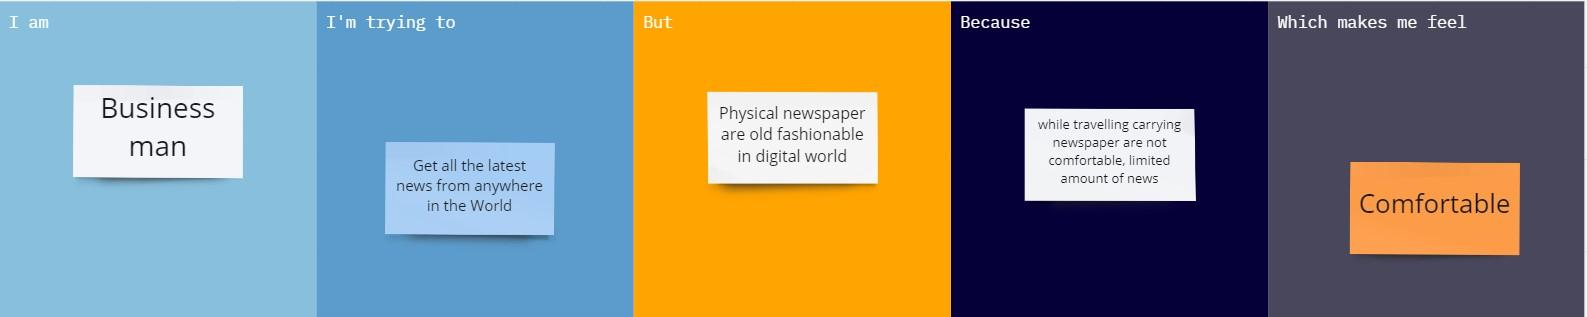 I am
Business
man
I'm trying to
Get all the latest
news from anywhere
in the World
But
Physical newspaper
are old fashionable
in digital world
Because
while travelling carrying
newspaper are not
comfortable, limited
amount of news
Which makes me feel
Comfortable